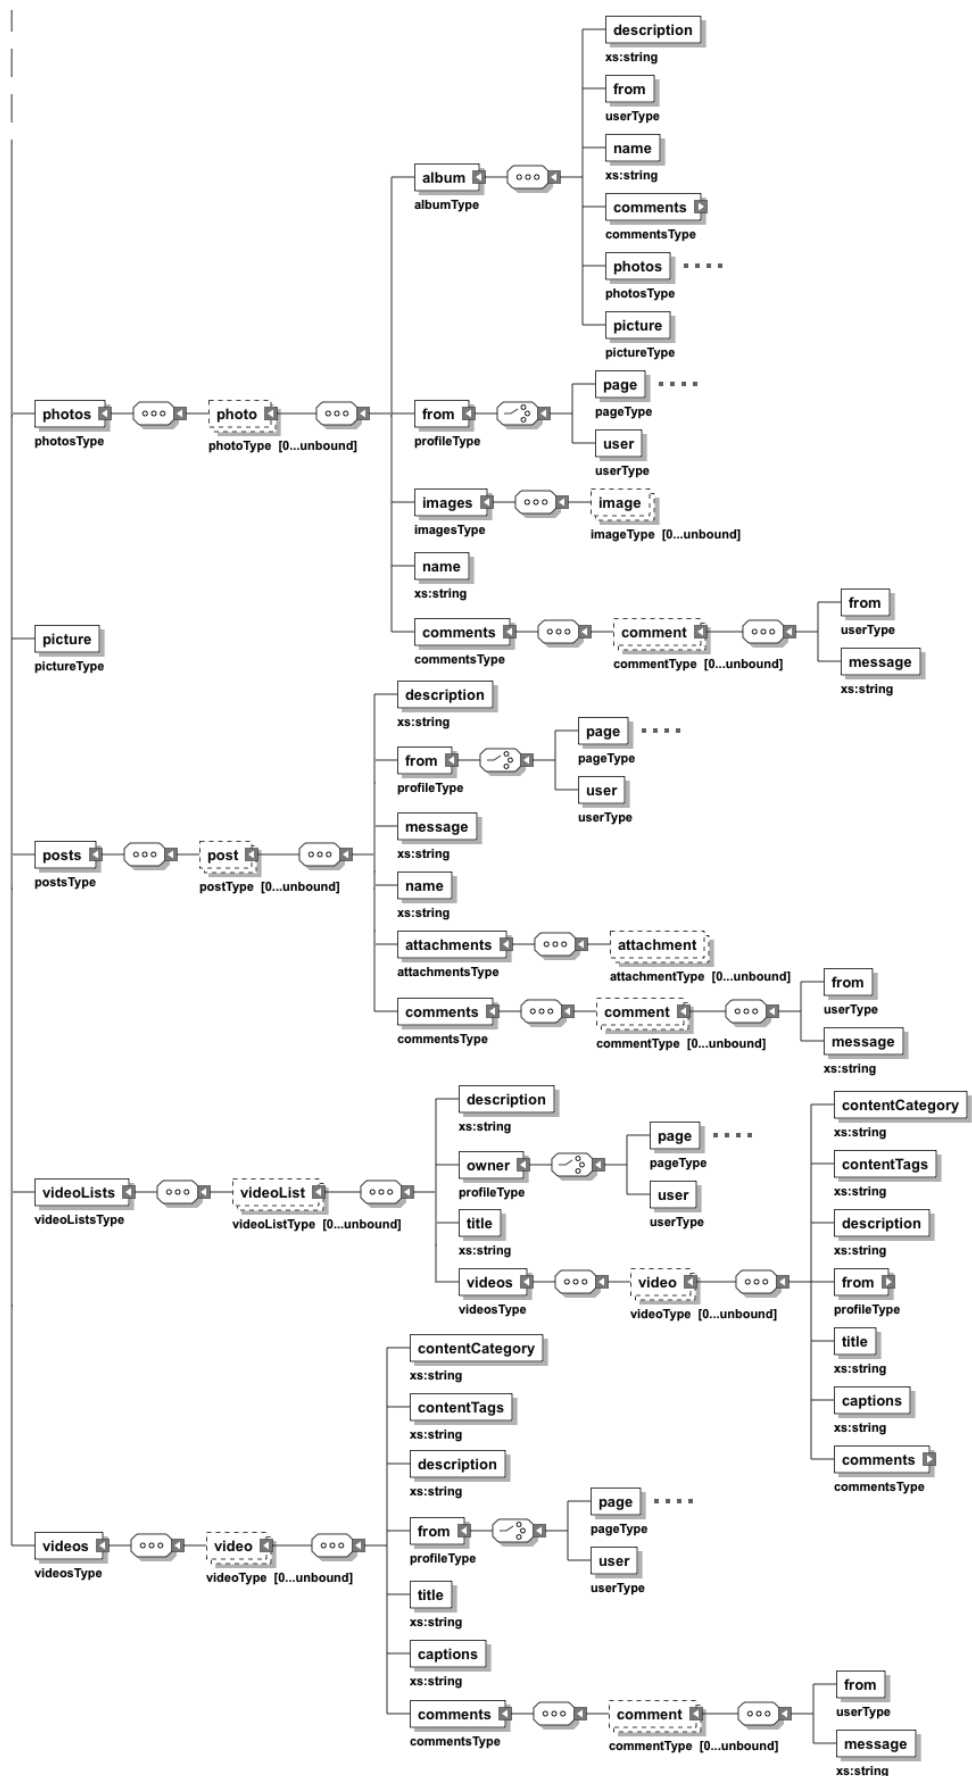 description
xs:string
from
userType
name
xs:string
album
albumType
comments
commentsType
photos
photosType
picture
pictureType
page
pageType
photos
photosType
photo
photoType [0...unbound]
from
profileType
user
userType
images
imagesType
image
imageType [0...unbound]
name
xs:string
from
userType
picture
pictureType
comments
commentsType
comment
commentType [0...unbound]
message
xs:string
description
xs:string
page
pageType
from
profileType
user
userType
message
xs:string
posts
postsType
post
postType [0...unbound]
name
xs:string
attachments
attachmentsType
attachment
attachmentType [0...unbound]
from
userType
comments
commentsType
comment
commentType [0...unbound]
message
xs:string
description
xs:string
contentCategory
xs:string
page
pageType
owner
profileType
contentTags
xs:string
videoLists
videoListsType
videoList
videoListType [0...unbound]
user
userType
title
xs:string
description
xs:string
videos
videosType
video
videoType [0...unbound]
from
profileType
title
xs:string
captions
xs:string
comments
commentsType
contentCategory
xs:string
contentTags
xs:string
description
xs:string
page
pageType
videos
videosType
video
videoType [0...unbound]
from
profileType
user
userType
title
xs:string
captions
xs:string
from
userType
comments
commentsType
comment
commentType [0...unbound]
message
xs:string